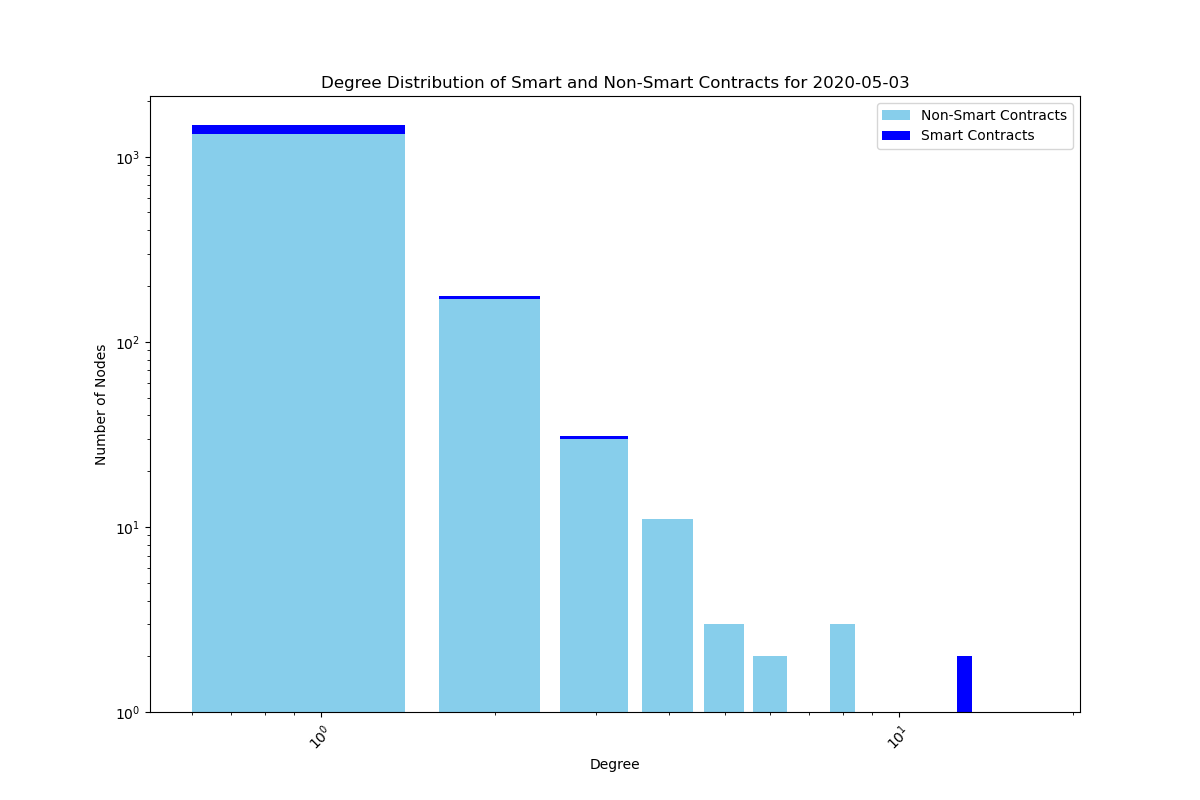 Degree Distribution of Smart and Non-Smart Contracts for 2020-05-03
Non-Smart Contracts
Smart Contracts
Number of Nodes
10³
10²
10¹
10⁰
10⁰
10¹
Degree